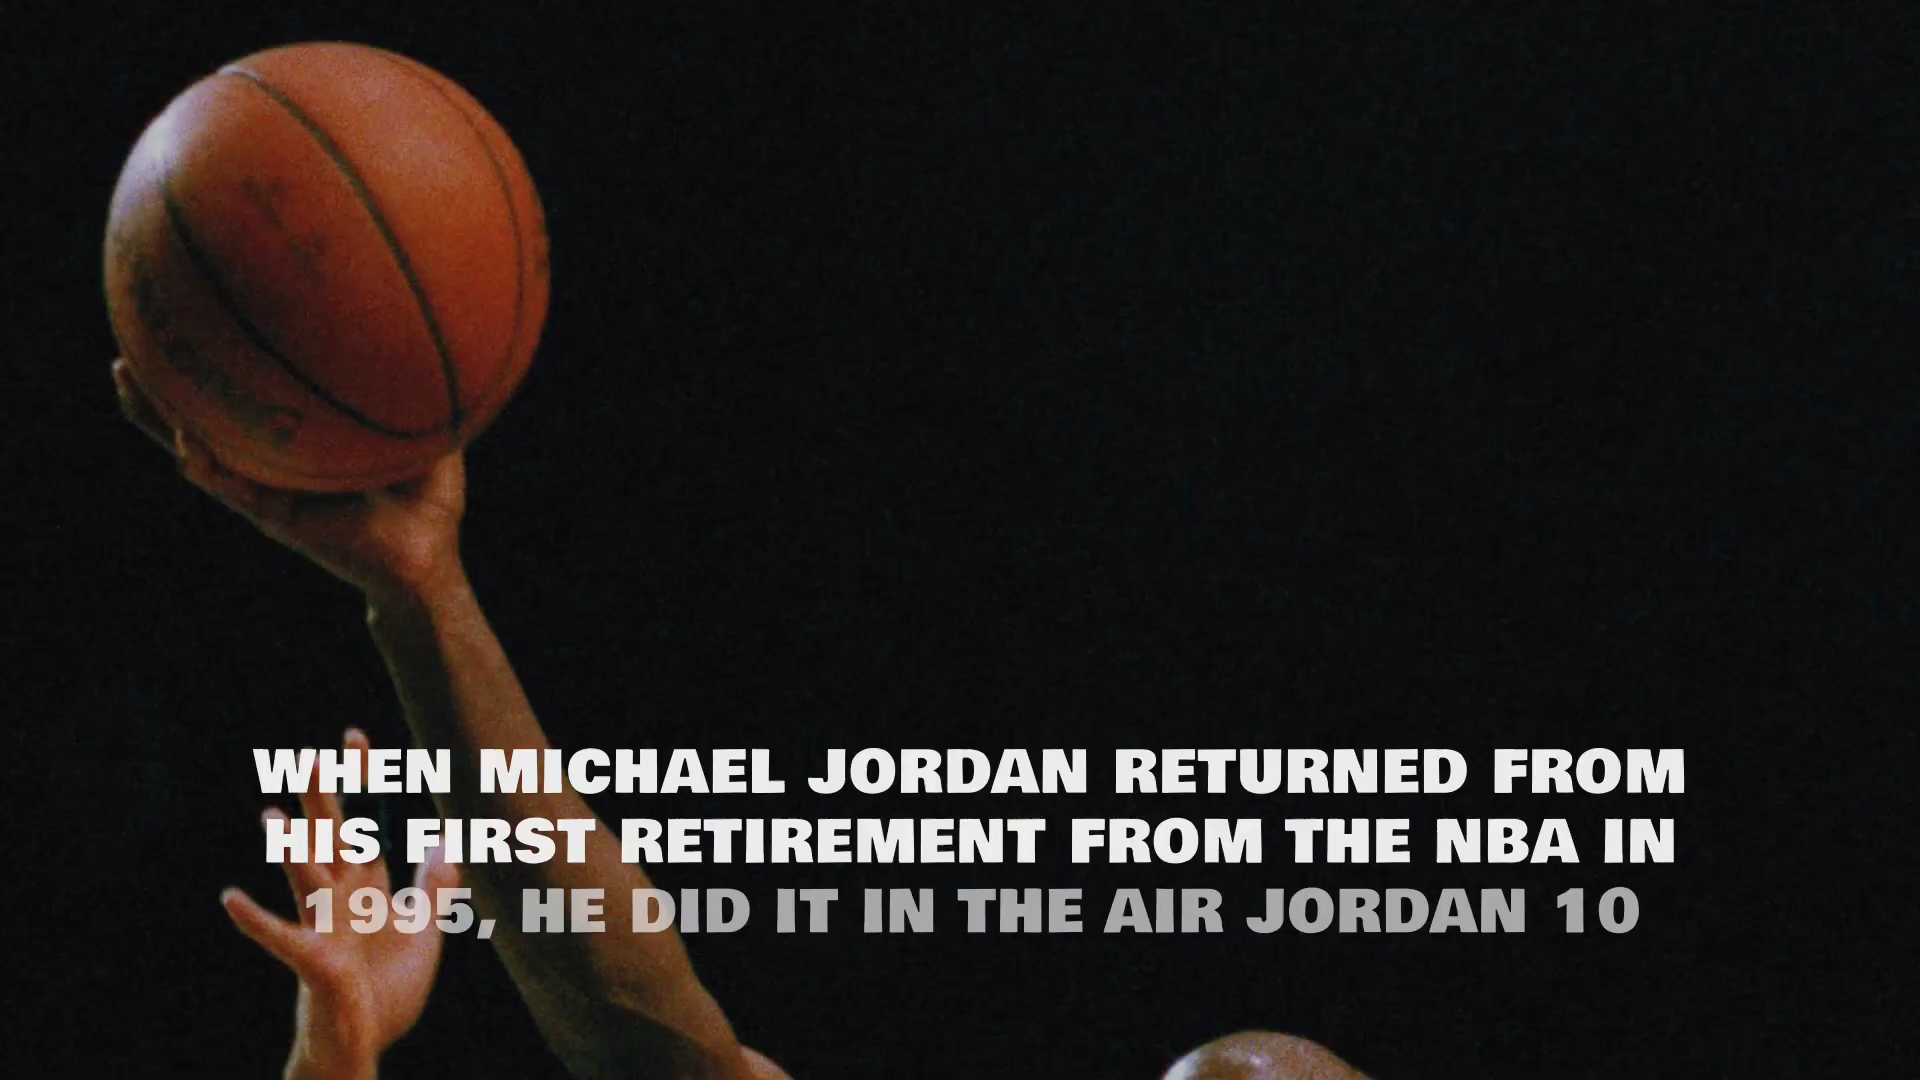 WHEN MICHAEL JORDAN RETURNED FROM
HIS FIRST RETIREMENT FROM THE NBA IN
1995, HE DID IT IN THE AIR JORDAN 10